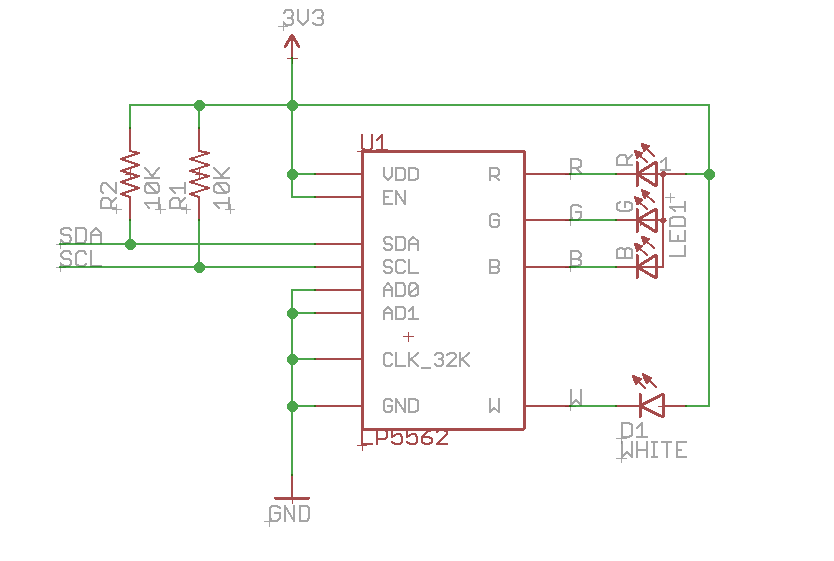 3V3
U1
R2
10K
R1
10K
VDD
EN
SDA
SCL
AD0
AD1
CLK_32K
GND
R
G
B
W
SDA
SCL
R
G
B
W
R
G
B
1
LED1
D1
WHITE
LP5562
GND